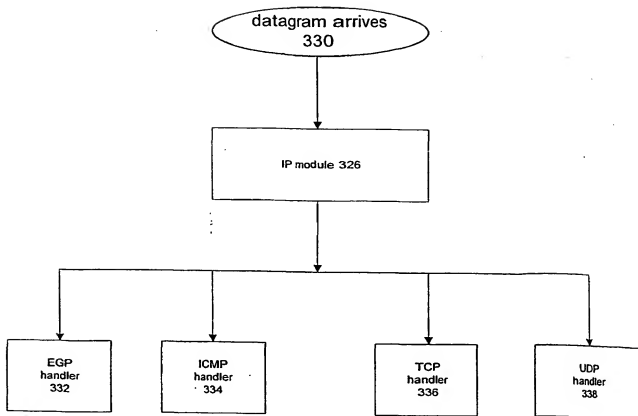 datagram arrives
330
IP module 326
EGP
handler
332
ICMP
handler
334
TCP
handler
336
UDP
handler
338